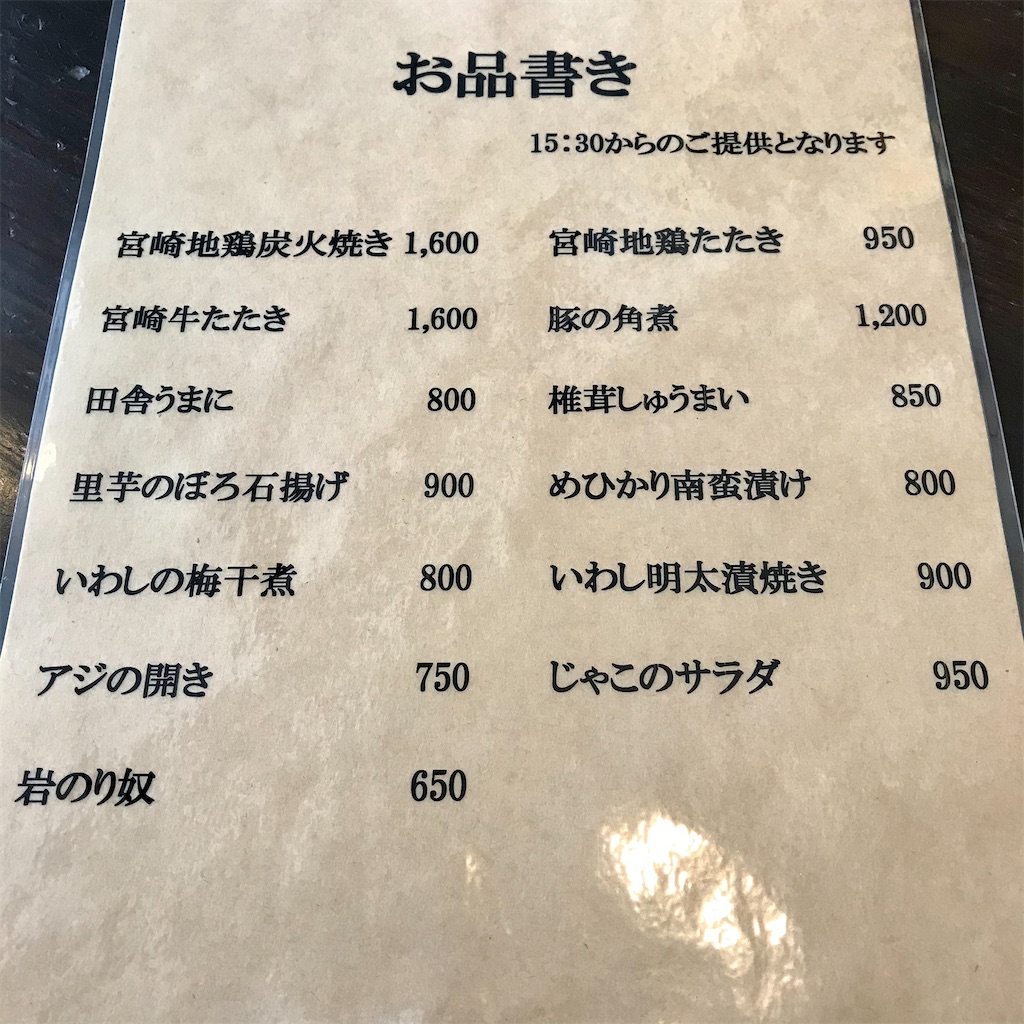 お品書き
15:30からのご提供となります
宮崎地鶏炭火焼き 1,600
宮崎牛たたき 1,600
田舎うまに 800
里芋のぼろ石揚げ 900
いわしの梅干煮 800
アジの開き 750
岩のり奴 650
宮崎地鶏たたき 950
豚の角煮 1,200
椎茸しゅうまい 850
めひかり南蛮漬け 800
いわし明太漬焼き 900
じゃこのサラダ 950